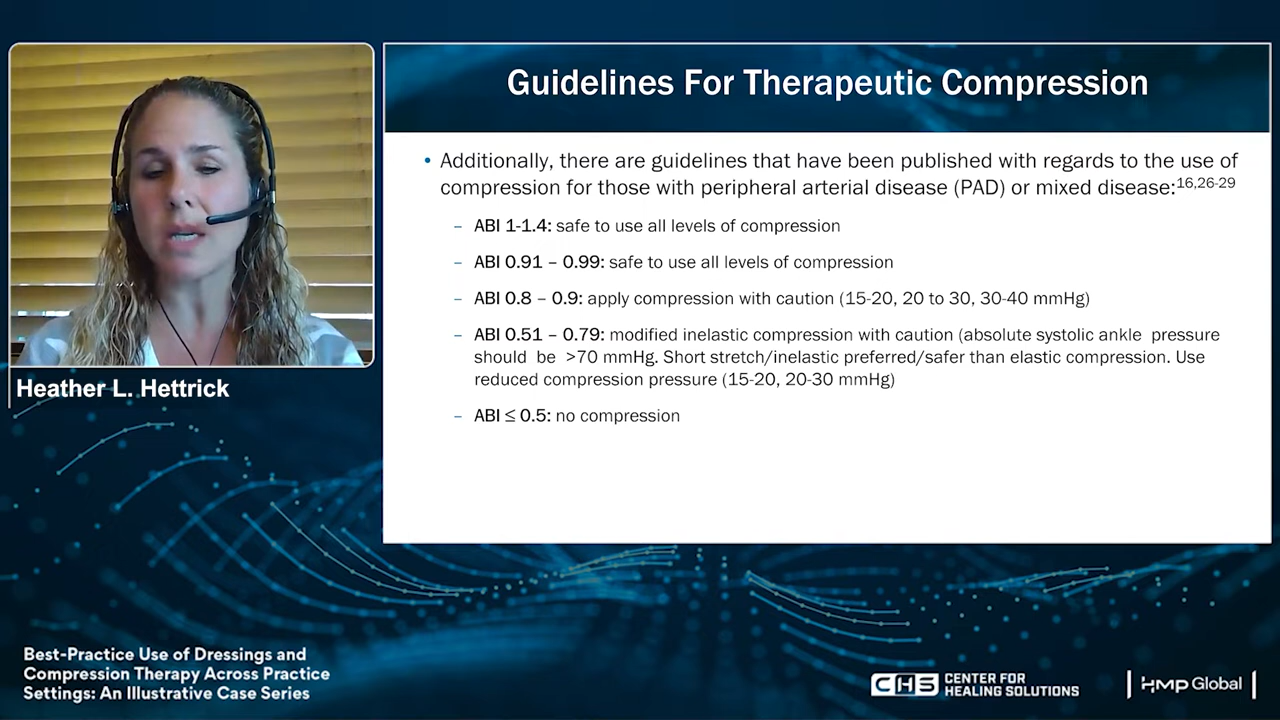 Guidelines For Therapeutic Compression
• Additionally, there are guidelines that have been published with regards to the use of
compression for those with peripheral arterial disease (PAD) or mixed disease:16,26-29
– ABI 1-1.4: safe to use all levels of compression
– ABI 0.91 – 0.99: safe to use all levels of compression
– ABI 0.8 – 0.9: apply compression with caution (15-20, 20 to 30, 30-40 mmHg)
– ABI 0.51 – 0.79: modified inelastic compression with caution (absolute systolic ankle pressure
should be >70 mmHg. Short stretch/inelastic preferred/safer than elastic compression. Use
reduced compression pressure (15-20, 20-30 mmHg)
– ABI ≤ 0.5: no compression
Heather L. Hettrick
Best-Practice Use of Dressings and
Compression Therapy Across Practice
Settings: An Illustrative Case Series
CHS CENTER FOR
HEALING SOLUTIONS
HMP Global